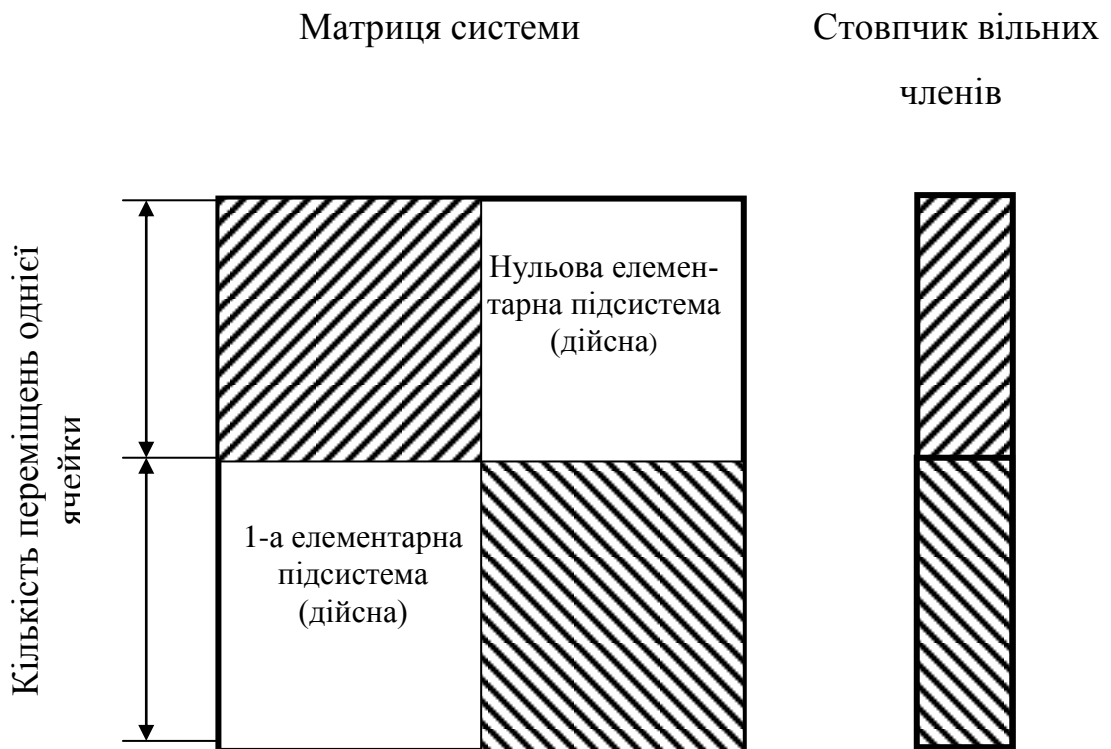 Матриця системи
Стовпчик вільних
членів
Кількість переміщень однієї
ячейки
Нульова елемен-
тарна підсистема
(дійсна)
1-а елементарна
підсистема
(дійсна)